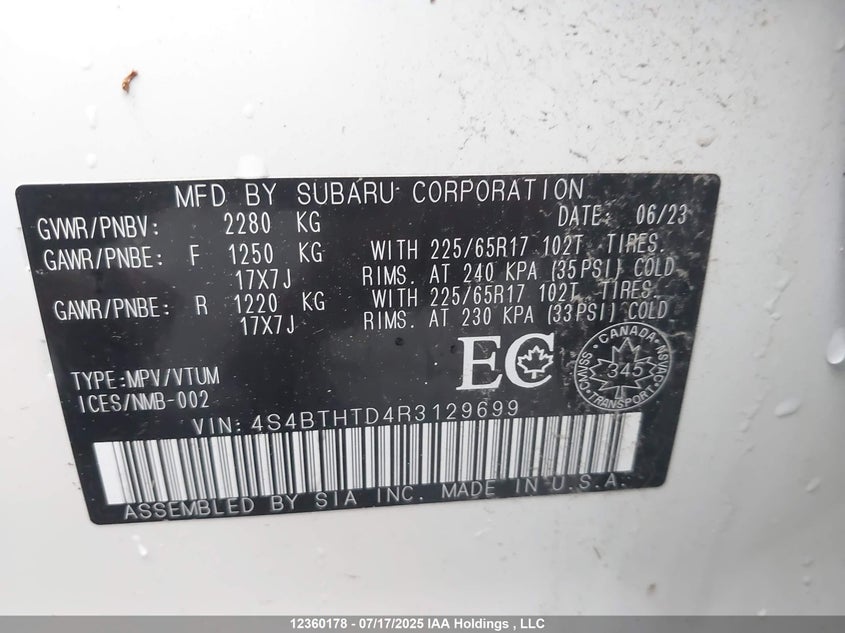 MFD BY SUBARU CORPORATION
GVWR/PNBV: 2280 KG DATE: 06/23
GAWR/PNBE: F 1250 KG WITH 225/65R17 102T TIRES.
17X7J RIMS. AT 240 KPA (35PSI) COLD
GAWR/PNBE: R 1220 KG WITH 225/65R17 102T TIRES.
17X7J RIMS. AT 230 KPA (33PSI) COLD
EC
CANADA
CMVSS 345 NSVAC
TRANSPORT
TYPE:MPV/VTUM
ICES/NMB-002
VIN: 4S4BTHTD4R3129699
ASSEMBLED BY SIA INC. MADE IN U.S.A.
12360178 - 07/17/2025 IAA Holdings , LLC